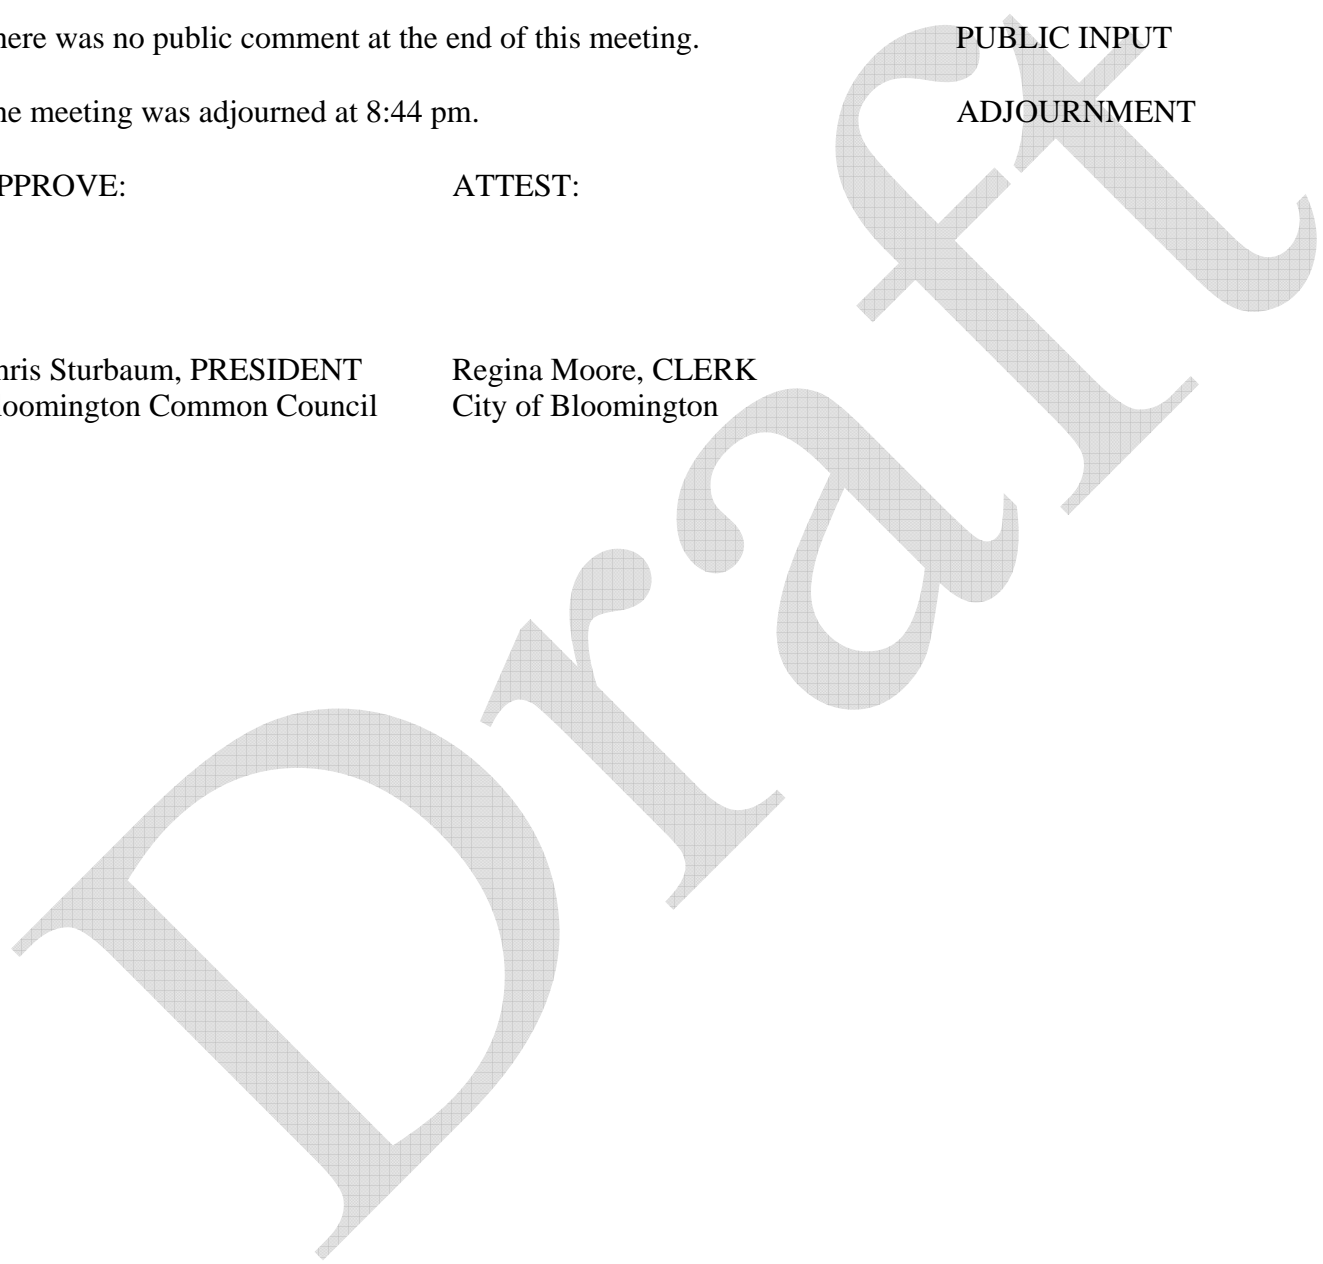 here was no public comment at the end of this meeting. PUBLIC INPUT
he meeting was adjourned at 8:44 pm. ADJOURNMENT
PPROVE: ATTEST:
hris Sturbaum, PRESIDENT Regina Moore, CLERK
loomington Common Council City of Bloomington
Draft